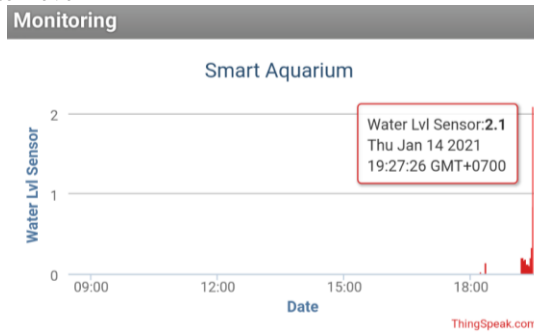 Monitoring
Smart Aquarium
Water Lvl Sensor:2.1
Thu Jan 14 2021
19:27:26 GMT+0700
Water Lvl Sensor
2
1
0
09:00 12:00 15:00 18:00
Date
ThingSpeak.com